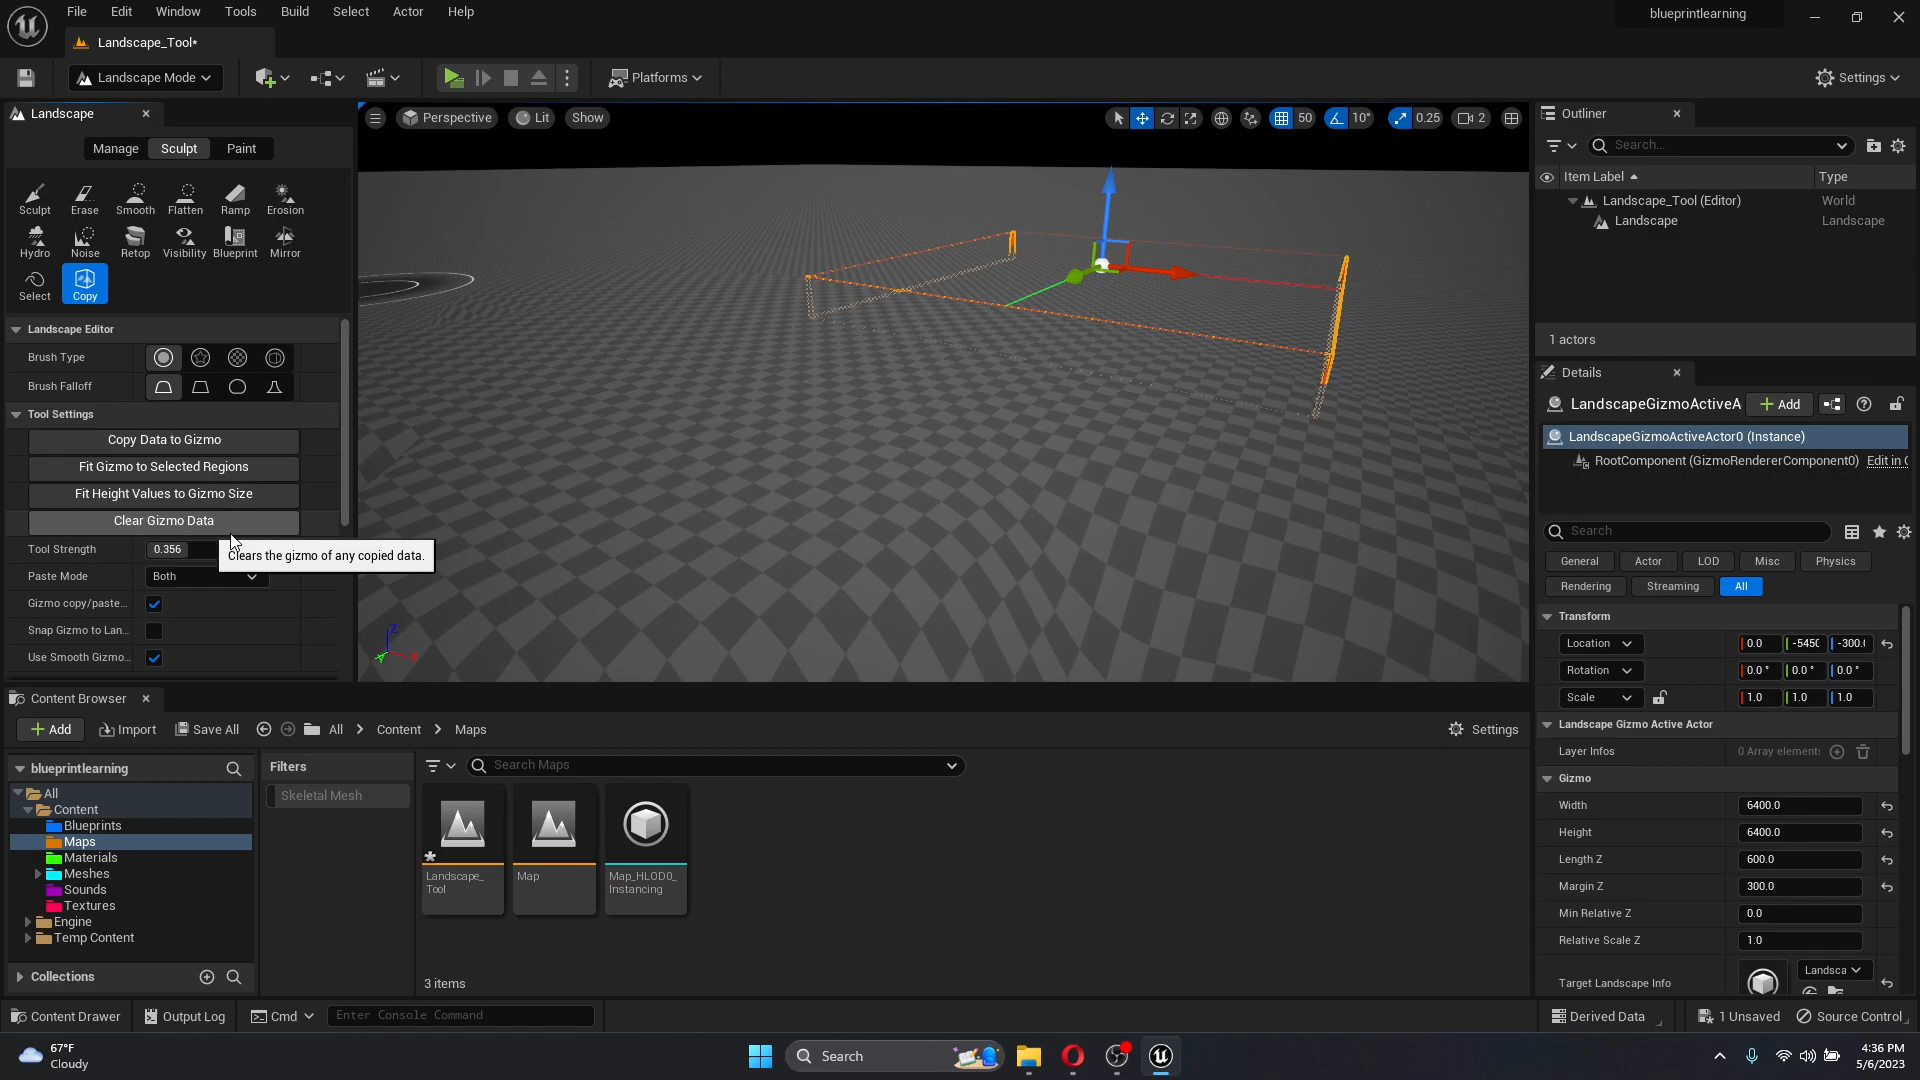 File Edit Window Tools Build Select Actor Help
blueprintlearning
Landscape_Tool*
Landscape Mode
Platforms
Settings
Landscape
Manage Sculpt Paint
Sculpt Erase Smooth Flatten Ramp Erosion
Hydro Noise Retop Visibility Blueprint Mirror
Select Copy
Landscape Editor
Brush Type
Brush Falloff
Tool Settings
Copy Data to Gizmo
Fit Gizmo to Selected Regions
Fit Height Values to Gizmo Size
Clear Gizmo Data
Tool Strength 0.356
Clears the gizmo of any copied data.
Paste Mode Both
Gizmo copy/paste...
Snap Gizmo to Lan...
Use Smooth Gizmo...
Perspective Lit Show
50 10° 0.25 2
Z
X
Y
Outliner
Search...
Item Label Type
Landscape_Tool (Editor) World
Landscape Landscape
1 actors
Details
LandscapeGizmoActiveA Add
LandscapeGizmoActiveActor0 (Instance)
RootComponent (GizmoRendererComponent0) Edit in C
Search
General Actor LOD Misc Physics
Rendering Streaming All
Transform
Location 0.0 -5450 -300.0
Rotation 0.0 ° 0.0 ° 0.0 °
Scale 1.0 1.0 1.0
Landscape Gizmo Active Actor
Layer Infos 0 Array element
Gizmo
Width 6400.0
Height 6400.0
Length Z 600.0
Margin Z 300.0
Min Relative Z 0.0
Relative Scale Z 1.0
Target Landscape Info Landsca
Content Browser
Add Import Save All All Content Maps Settings
blueprintlearning
All
Content
Blueprints
Maps
Materials
Meshes
Sounds
Textures
Engine
Temp Content
Collections
Filters
Skeletal Mesh
Search Maps
Landscape_
Tool
Map
Map_HLOD0_
Instancing
3 items
Content Drawer Output Log Cmd Enter Console Command Derived Data 1 Unsaved Source Control
67°F
Cloudy
Search
4:36 PM
5/6/2023